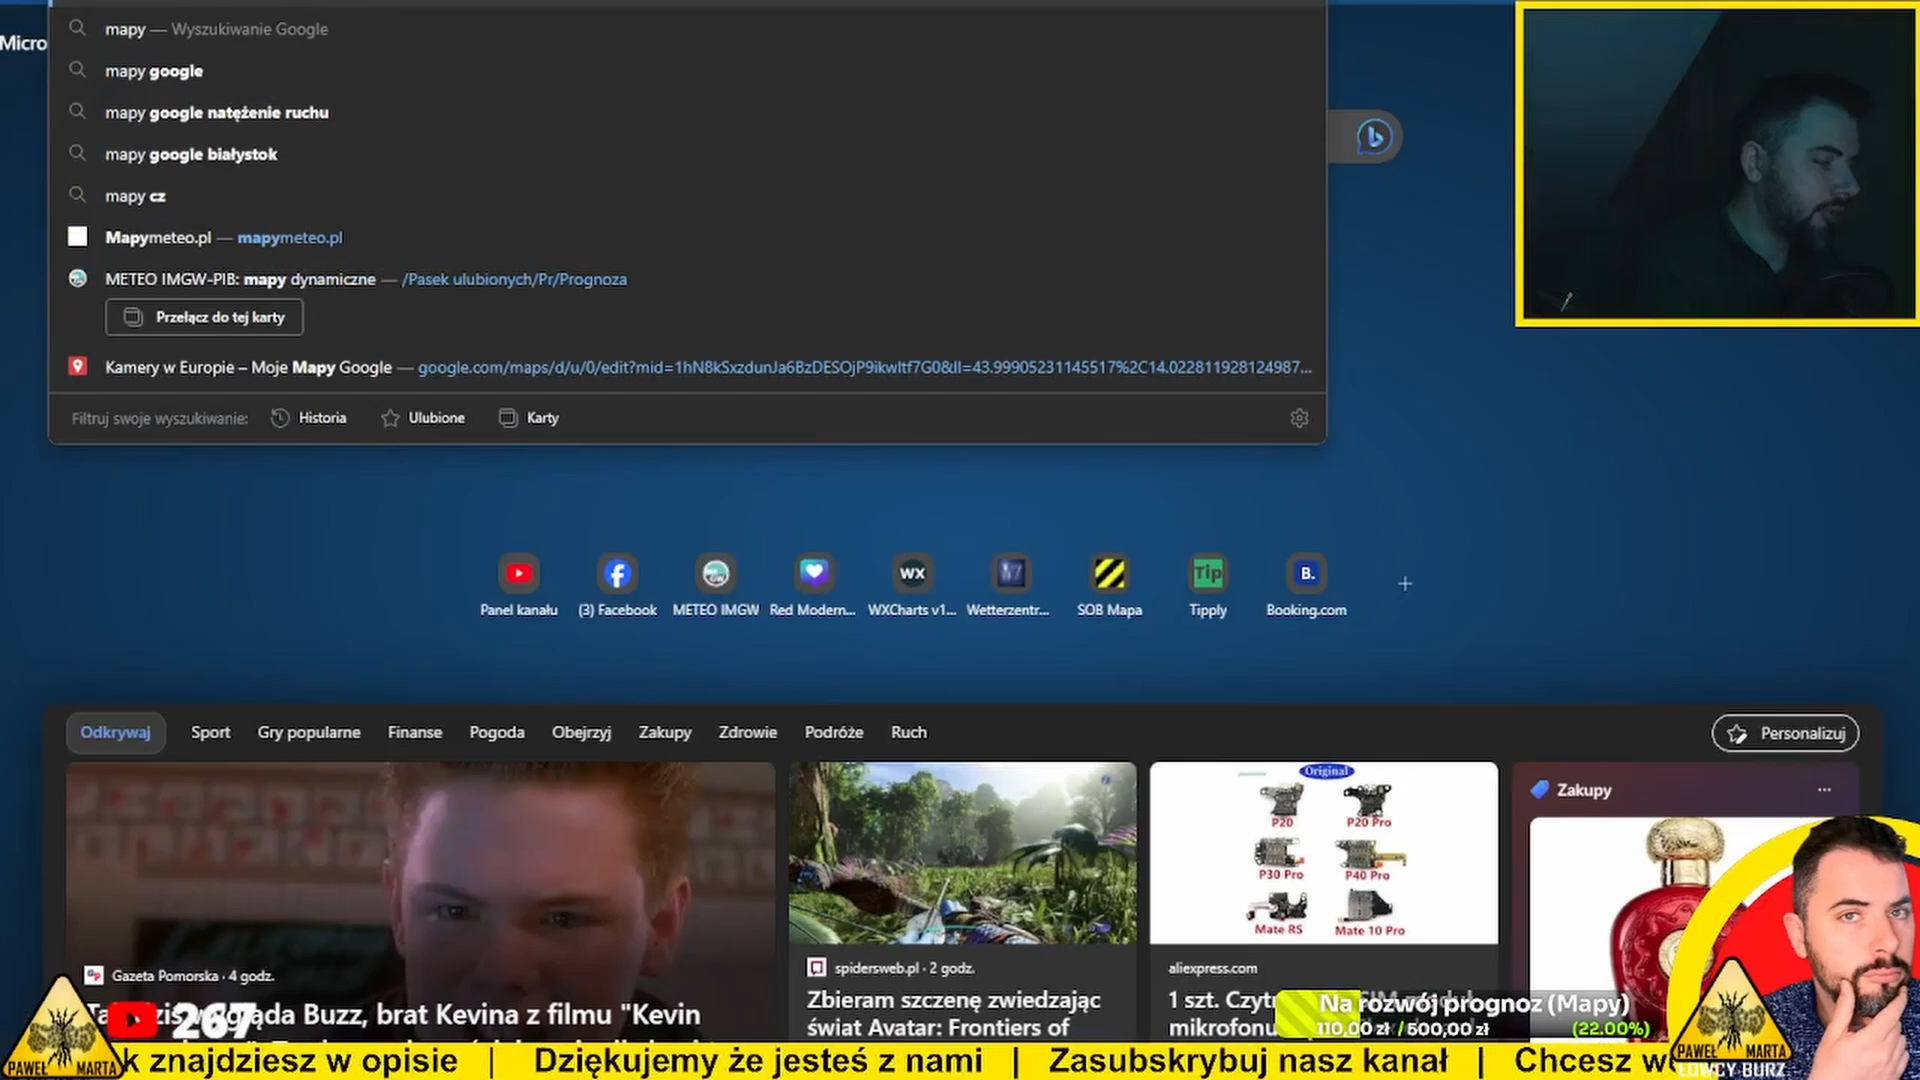 Micro
mapy — Wyszukiwanie Google
mapy google
mapy google natężenie ruchu
mapy google białystok
mapy cz
Mapymeteo.pl — mapymeteo.pl
METEO IMGW-PIB: mapy dynamiczne — /Pasek ulubionych/Pr/Prognoza
Przełącz do tej karty
Kamery w Europie – Moje Mapy Google — google.com/maps/d/u/0/edit?mid=1hN8kSxzdunJa6BzDESOjP9ikwItf7G0&ll=43.99905231145517%2C14.022811928124987...
Filtruj swoje wyszukiwanie: Historia Ulubione Karty
Panel kanału (3) Facebook METEO IMGW Red Modern... WXCharts v1... Wetterzentr... SOB Mapa Tipply Booking.com
Odkrywaj Sport Gry popularne Finanse Pogoda Obejrzyj Zakupy Zdrowie Podróże Ruch Personalizuj
Gazeta Pomorska · 4 godz.
gląda Buzz, brat Kevina z filmu "Kevin
267
spidersweb.pl · 2 godz.
Zbieram szczenę zwiedzając
świat Avatar: Frontiers of
Original
P20 P20 Pro
P30 Pro P40 Pro
Mate RS Mate 10 Pro
aliexpress.com
1 szt.
mikrofonu
Zakupy
Na rozwój prognoz (Mapy)
110,00 zł / 500,00 zł (22.00%)
k znajdziesz w opisie | Dziękujemy że jesteś z nami | Zasubskrybuj nasz kanał | Chcesz w
PAWEŁ MARTA
PAWEŁ MARTA
ŁOWCY BURZ